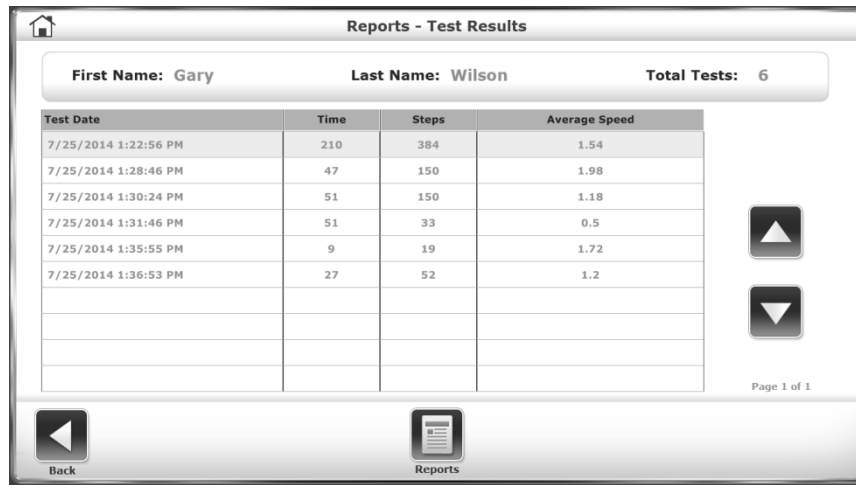 Reports - Test Results
First Name: Gary Last Name: Wilson Total Tests: 6
Test Date Time Steps Average Speed
7/25/2014 1:22:56 PM 210 384 1.54
7/25/2014 1:28:46 PM 47 150 1.98
7/25/2014 1:30:24 PM 51 150 1.18
7/25/2014 1:31:46 PM 51 33 0.5
7/25/2014 1:35:55 PM 9 19 1.72
7/25/2014 1:36:53 PM 27 52 1.2
Page 1 of 1
Back Reports